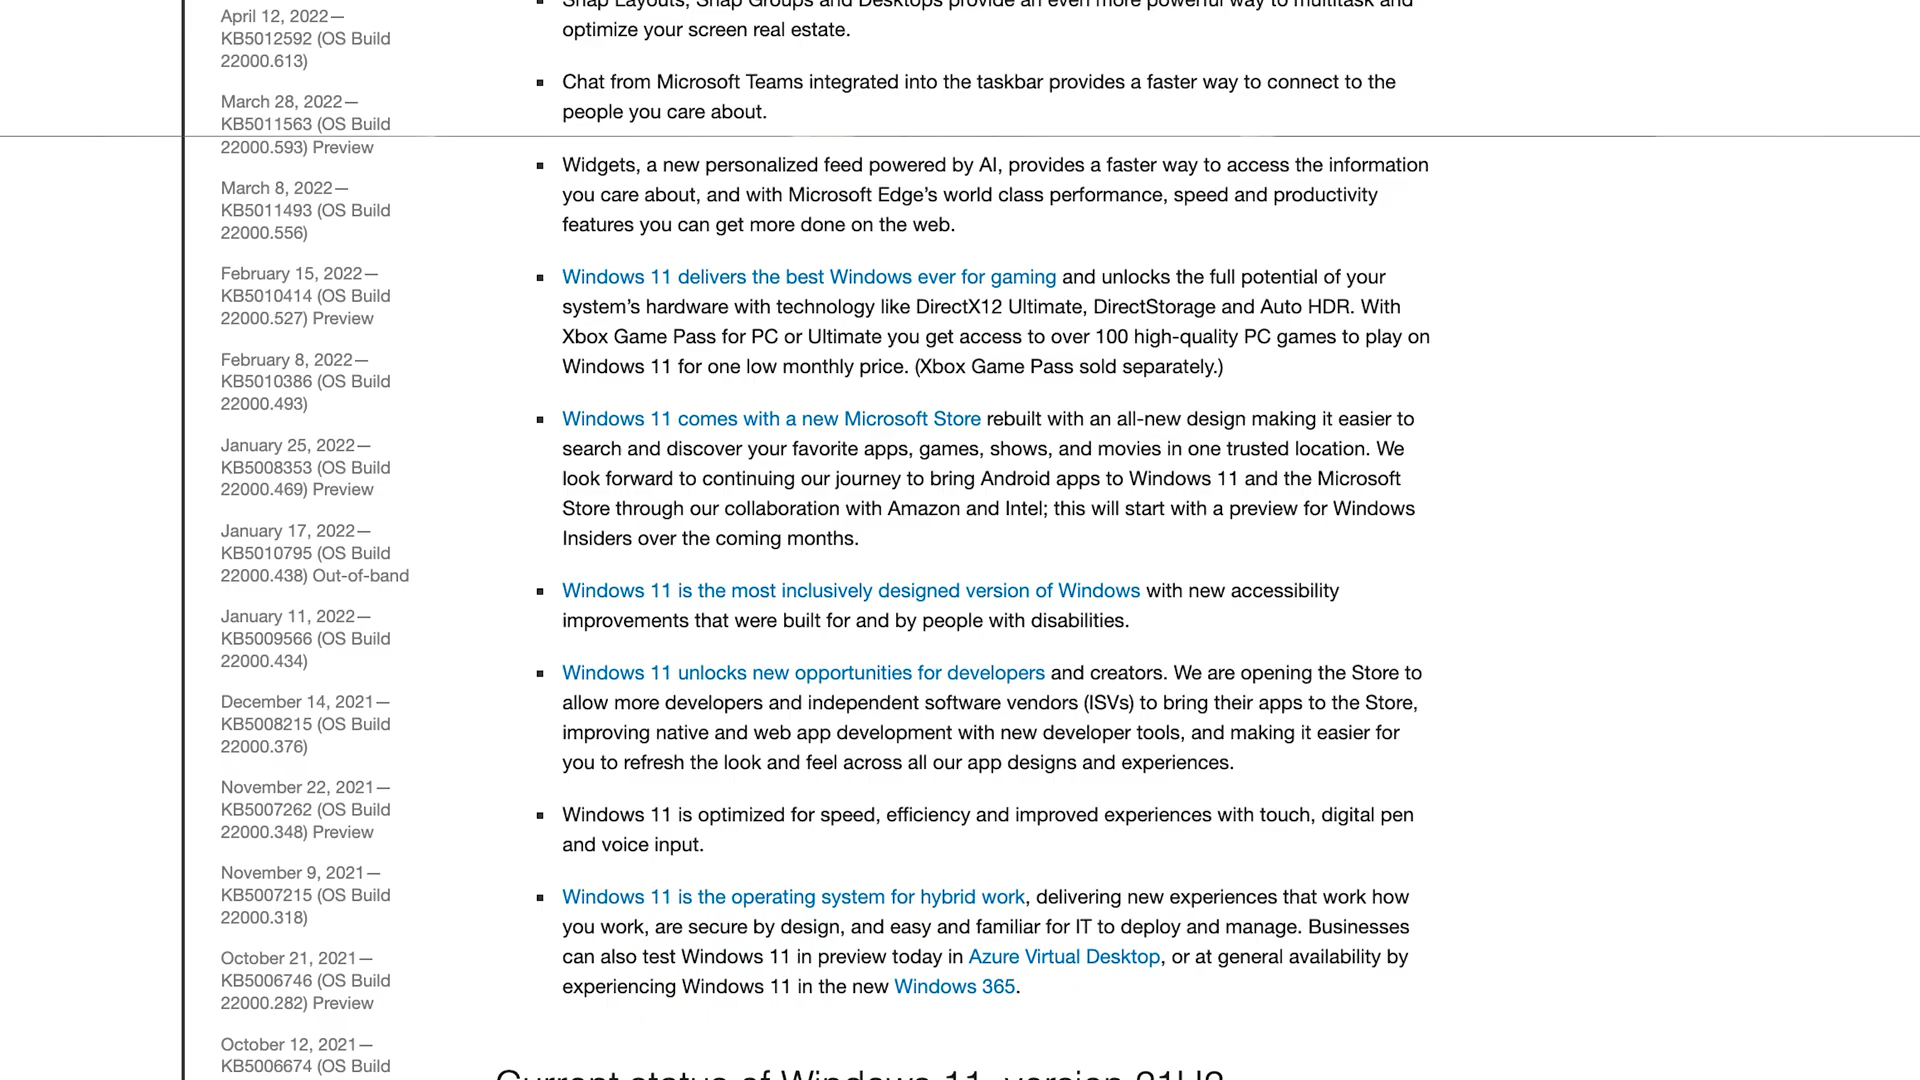 April 12, 2022—
KB5012592 (OS Build
22000.613)
March 28, 2022—
KB5011563 (OS Build
22000.593) Preview
March 8, 2022—
KB5011493 (OS Build
22000.556)
February 15, 2022—
KB5010414 (OS Build
22000.527) Preview
February 8, 2022—
KB5010386 (OS Build
22000.493)
January 25, 2022—
KB5008353 (OS Build
22000.469) Preview
January 17, 2022—
KB5010795 (OS Build
22000.438) Out-of-band
January 11, 2022—
KB5009566 (OS Build
22000.434)
December 14, 2021—
KB5008215 (OS Build
22000.376)
November 22, 2021—
KB5007262 (OS Build
22000.348) Preview
November 9, 2021—
KB5007215 (OS Build
22000.318)
October 21, 2021—
KB5006746 (OS Build
22000.282) Preview
October 12, 2021—
KB5006674 (OS Build
Snap Layouts, Snap Groups and Desktops provide an even more powerful way to multitask and
optimize your screen real estate.
Chat from Microsoft Teams integrated into the taskbar provides a faster way to connect to the
people you care about.
Widgets, a new personalized feed powered by AI, provides a faster way to access the information
you care about, and with Microsoft Edge’s world class performance, speed and productivity
features you can get more done on the web.
Windows 11 delivers the best Windows ever for gaming and unlocks the full potential of your
system’s hardware with technology like DirectX12 Ultimate, DirectStorage and Auto HDR. With
Xbox Game Pass for PC or Ultimate you get access to over 100 high-quality PC games to play on
Windows 11 for one low monthly price. (Xbox Game Pass sold separately.)
Windows 11 comes with a new Microsoft Store rebuilt with an all-new design making it easier to
search and discover your favorite apps, games, shows, and movies in one trusted location. We
look forward to continuing our journey to bring Android apps to Windows 11 and the Microsoft
Store through our collaboration with Amazon and Intel; this will start with a preview for Windows
Insiders over the coming months.
Windows 11 is the most inclusively designed version of Windows with new accessibility
improvements that were built for and by people with disabilities.
Windows 11 unlocks new opportunities for developers and creators. We are opening the Store to
allow more developers and independent software vendors (ISVs) to bring their apps to the Store,
improving native and web app development with new developer tools, and making it easier for
you to refresh the look and feel across all our app designs and experiences.
Windows 11 is optimized for speed, efficiency and improved experiences with touch, digital pen
and voice input.
Windows 11 is the operating system for hybrid work, delivering new experiences that work how
you work, are secure by design, and easy and familiar for IT to deploy and manage. Businesses
can also test Windows 11 in preview today in Azure Virtual Desktop, or at general availability by
experiencing Windows 11 in the new Windows 365.
Current status of Windows 11, version 21H2